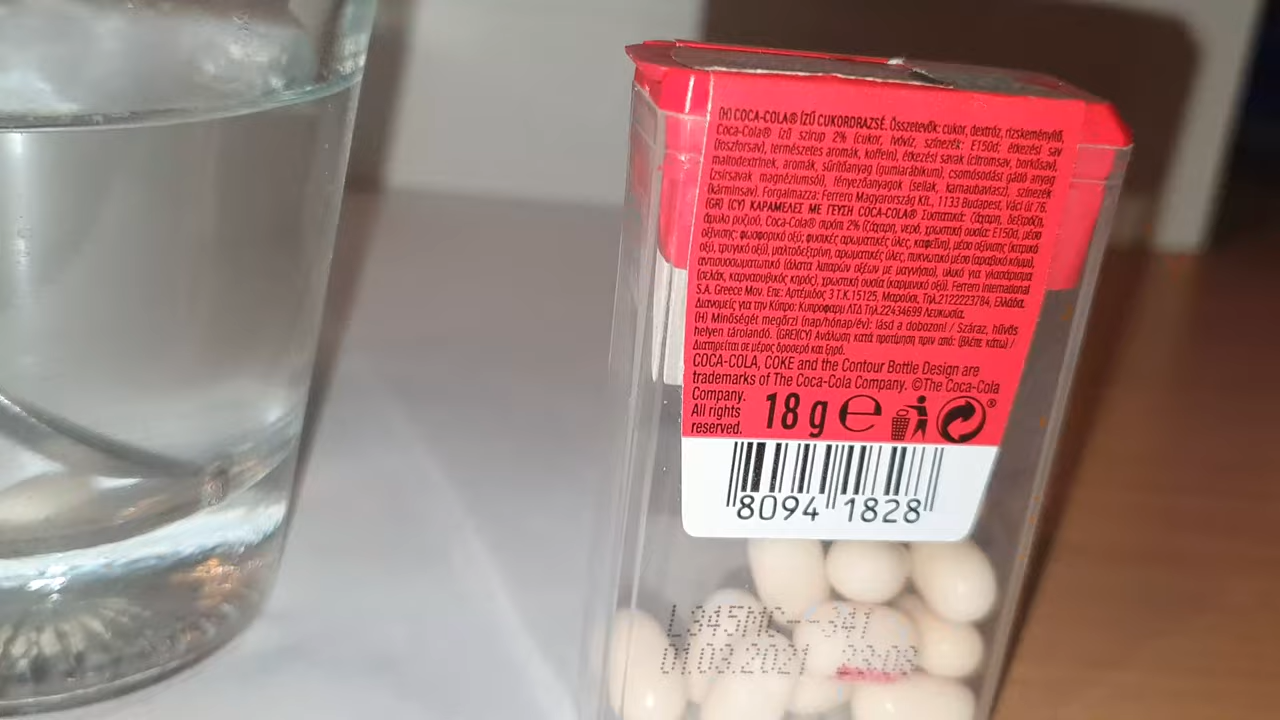 (H) COCA-COLA® ÍZŰ CUKORDRAZSÉ. Összetevők: cukor, dextróz, rizskeményítő,
Coca-Cola® ízű szirup 2% (cukor, ivóvíz, színezék: E150d, étkezési sav
(foszforsav), természetes aromák, koffein), étkezési savak (citromsav, borkősav),
maltodextrinek, aromák, sűrítőanyag (gumiarábikum), csomósodást gátló anyag
(zsírsavak magnéziumsói), fényezőanyagok (sellak, karnaubaviasz), színezék
(kárminsav). Forgalmazza: Ferrero Magyarország Kft., 1133 Budapest, Váci út 76.
(GR) (CY) ΚΑΡΑΜΕΛΕΣ ΜΕ ΓΕΥΣΗ COCA-COLA® Συστατικά: ζάχαρη, δεξτρόζη,
άμυλο ρυζιού, Coca-Cola® σιρόπι 2% (ζάχαρη, νερό, χρωστική ουσία: E150d, μέσο
οξίνισης: φωσφορικό οξύ; φυσικές αρωματικές ύλες, καφεΐνη), μέσο οξίνισης (κιτρικό
οξύ, τρυγικό οξύ), μαλτοδεξτρίνη, αρωματικές ύλες, πυκνωτικό μέσο (αραβικό κόμμι),
αντισυσσωματωτικό (άλατα λιπαρών οξέων με μαγνήσιο), υλικό για γλασάρισμα
(σελάκ, καρναουβικός κηρός), χρωστική ουσία (καρμινικό οξύ). Ferrero International
S.A. Greece Μον. Επε: Αρτέμιδος 3 Τ.Κ.15125, Μαρούσι, Τηλ.2122223784, Ελλάδα.
Διανομείς για την Κύπρο: Κυπροφαρμ ΛΤΔ Τηλ.22434699 Λευκωσία.
(H) Minőségét megőrzi (nap/hónap/év): lásd a dobozon! / Száraz, hűvös
helyen tárolandó. (GR)(CY) Ανάλωση κατά προτίμηση πριν από: (βλέπε κάτω) /
Διατηρείται σε μέρος δροσερό και ξηρό.
COCA-COLA, COKE and the Contour Bottle Design are
trademarks of The Coca-Cola Company. ©The Coca-Cola
Company.
All rights
reserved.
18 g e
8094 1828
L345MC--341
01.03.2021 23:03